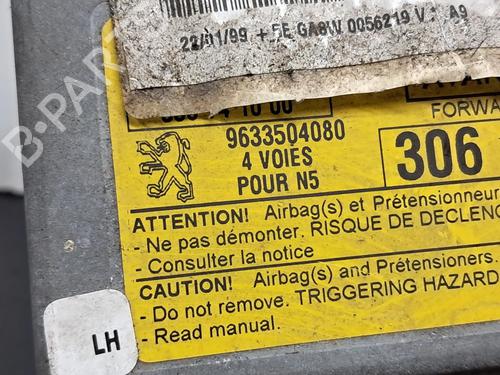 22/01/99 + 5E GA8W 0056219 V A9
FORWA
9633504080
4 VOIES
POUR N5
306
ATTENTION! Airbag(s) et Prétensionneur
- Ne pas démonter. RISQUE DE DECLENC
- Consulter la notice
CAUTION! Airbag(s) and Pretensioners.
- Do not remove. TRIGGERING HAZARD
- Read manual.
LH
B-PARTS